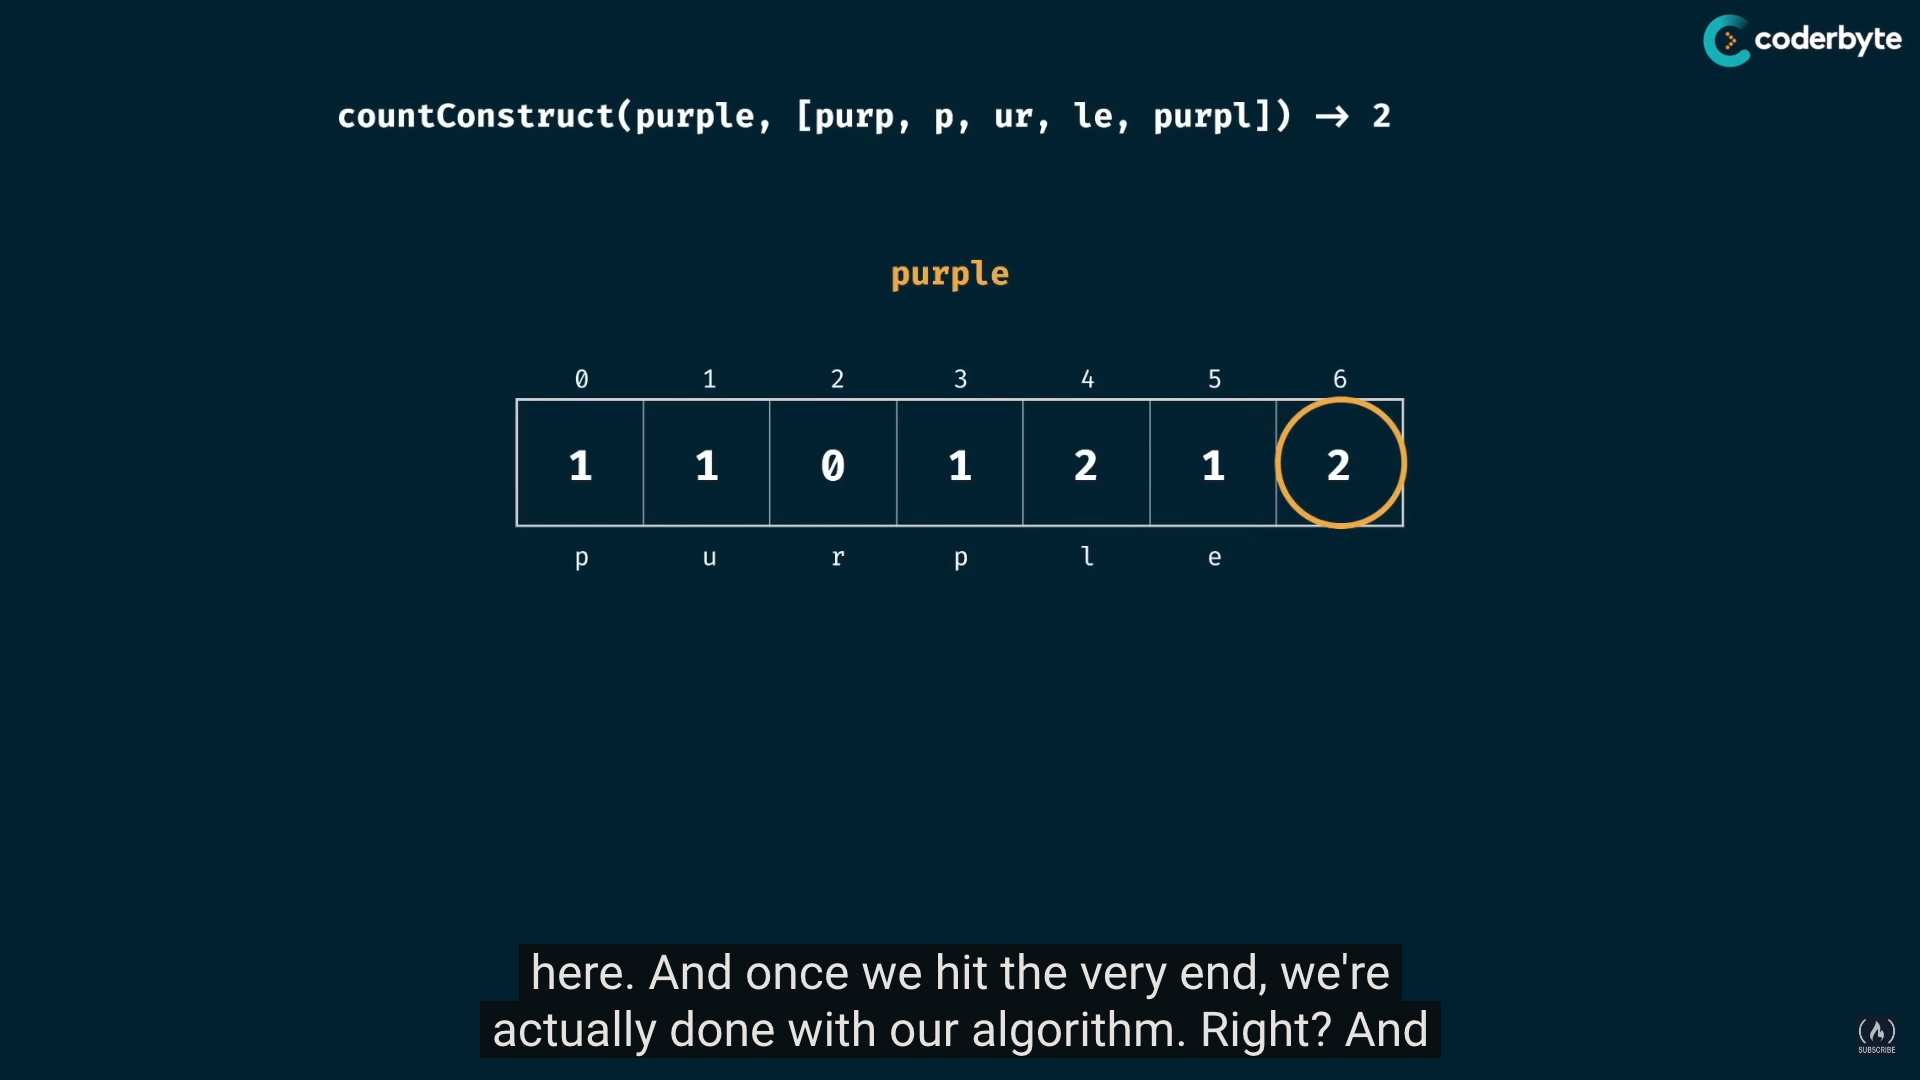 coderbyte
countConstruct(purple, [purp, p, ur, le, purpl]) → 2
purple
0 1 2 3 4 5 6
1 1 0 1 2 1 2
p u r p l e
here. And once we hit the very end, we're
actually done with our algorithm. Right? And
SUBSCRIBE